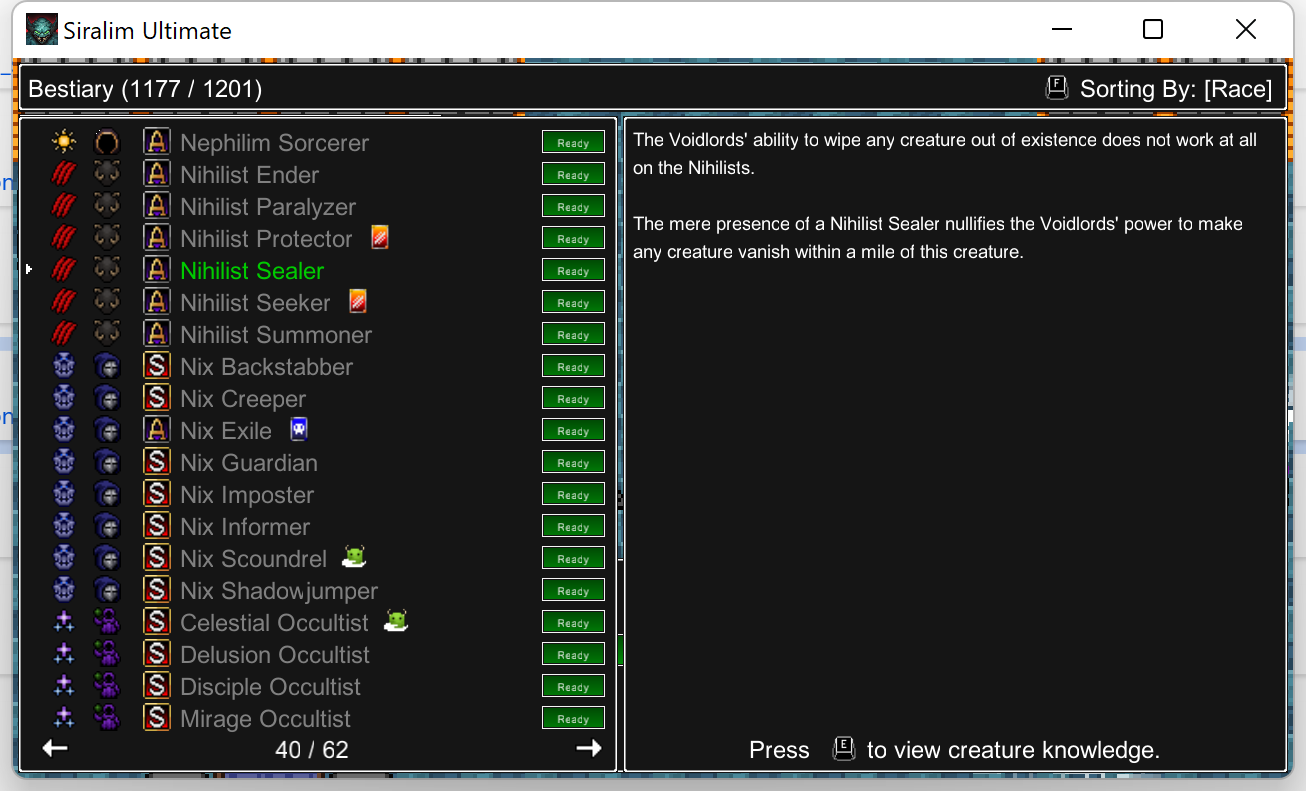 Siralim Ultimate
Bestiary (1177 / 1201)
F Sorting By: [Race]
A Nephilim Sorcerer Ready
A Nihilist Ender Ready
A Nihilist Paralyzer Ready
A Nihilist Protector Ready
A Nihilist Sealer Ready
A Nihilist Seeker Ready
A Nihilist Summoner Ready
S Nix Backstabber Ready
S Nix Creeper Ready
A Nix Exile Ready
S Nix Guardian Ready
S Nix Imposter Ready
S Nix Informer Ready
S Nix Scoundrel Ready
S Nix Shadowjumper Ready
S Celestial Occultist Ready
S Delusion Occultist Ready
S Disciple Occultist Ready
S Mirage Occultist Ready
40 / 62
The Voidlords' ability to wipe any creature out of existence does not work at all
on the Nihilists.
The mere presence of a Nihilist Sealer nullifies the Voidlords' power to make
any creature vanish within a mile of this creature.
Press E to view creature knowledge.